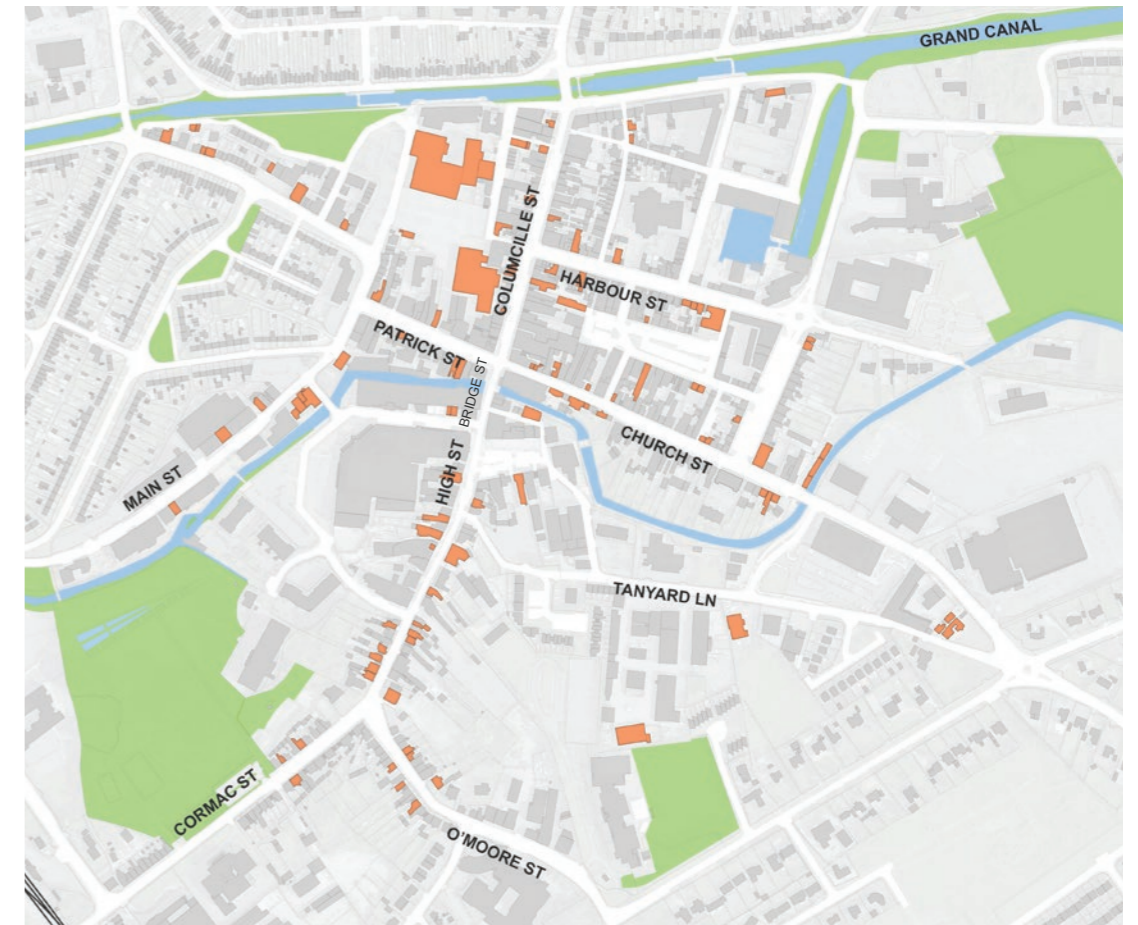 GRAND CANAL
COLUMCILLE ST
HARBOUR ST
PATRICK ST
BRIDGE ST
CHURCH ST
HIGH ST
MAIN ST
TANYARD LN
CORMAC ST
O'MOORE ST